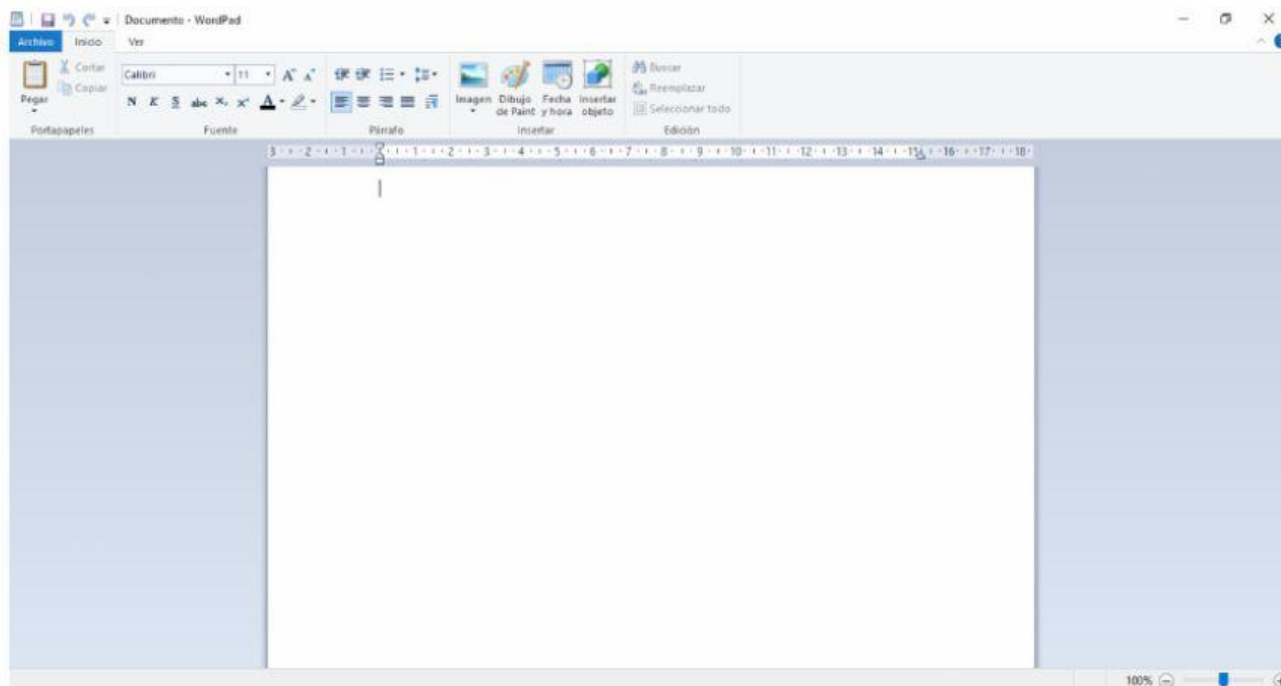 Documento - WordPad
Archivo Inicio Ver
Pegar
Cortar
Copiar
Portapapeles
Calibri 11 A A
N K S abc X₂ X² A
Fuente
Párrafo
Imagen
Dibujo de Paint
Fecha y hora
Insertar objeto
Insertar
Buscar
Reemplazar
Seleccionar todo
Edición
3 2 1 1 2 3 4 5 6 7 8 9 10 11 12 13 14 15 16 17 18
100%